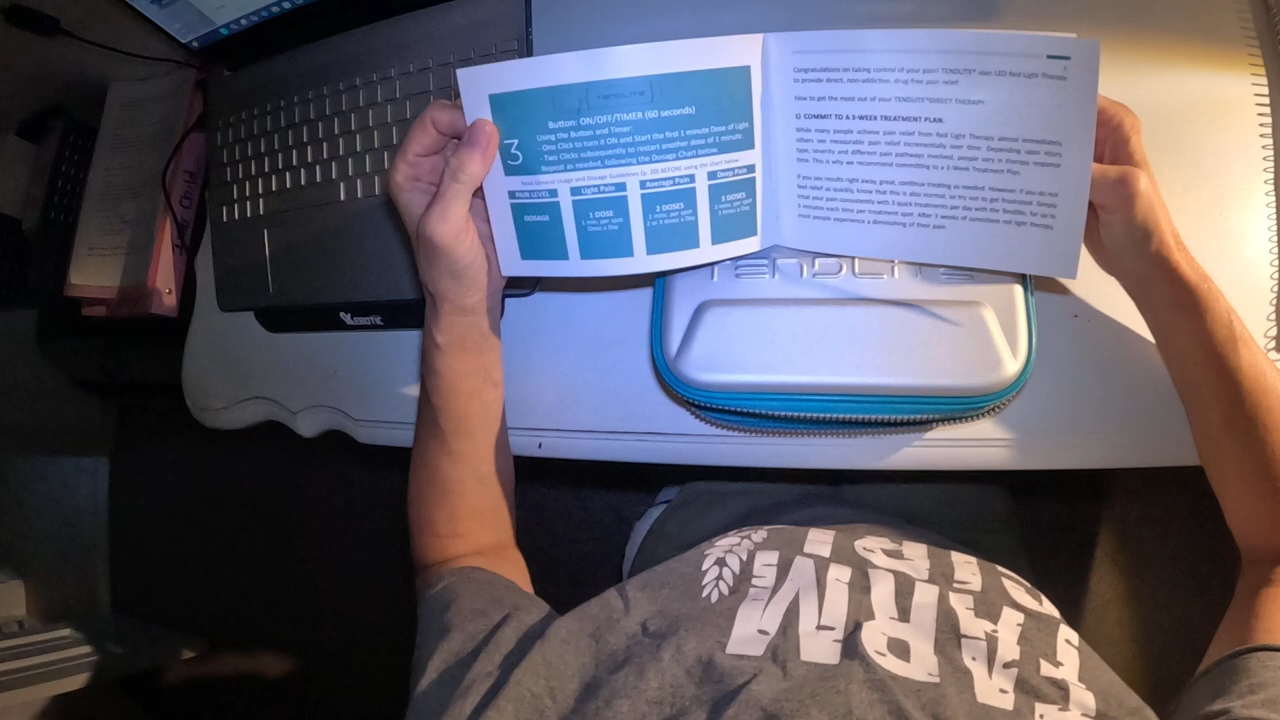 TENDLITE
Button: ON/OFF/TIMER (60 seconds)
3
Using the Button and Timer:
- One Click to turn it ON and Start the first 1 minute Dose of Light.
- Two Clicks subsequently to restart another dose of 1 minute.
Repeat as needed, following the Dosage Chart below.
Read General Usage and Dosage Guidelines (p. 20) BEFORE using the chart below
PAIN LEVEL Light Pain Average Pain Deep Pain
DOSAGE 1 DOSE 2 DOSES 3 DOSES
1 min. per spot 2 min. per spot 3 min. per spot
Once a Day 2 or 3 times a Day 3 times a Day
Congratulations on taking control of your pain! TENDLITE® uses LED Red Light Therapy
to provide direct, non-addictive, drug free pain relief.
How to get the most out of your TENDLITE® DIRECT THERAPY:
1) COMMIT TO A 3-WEEK TREATMENT PLAN.
While many people achieve pain relief from Red Light Therapy almost immediately,
others see measurable pain relief incrementally over time. Depending upon injury
type, severity and different pain pathways involved, people vary in therapy response
time. This is why we recommend committing to a 3-Week Treatment Plan.
If you see results right away, great, continue treating as needed. However, if you do not
feel relief as quickly, know that this is also normal, so try not to get frustrated. Simply
treat your pain consistently with 3 quick treatments per day with the Tendlite, for up to
3 minutes each time per treatment spot. After 3 weeks of consistent red light therapy,
most people experience a diminishing of their pain.
TENDLITE
FARM